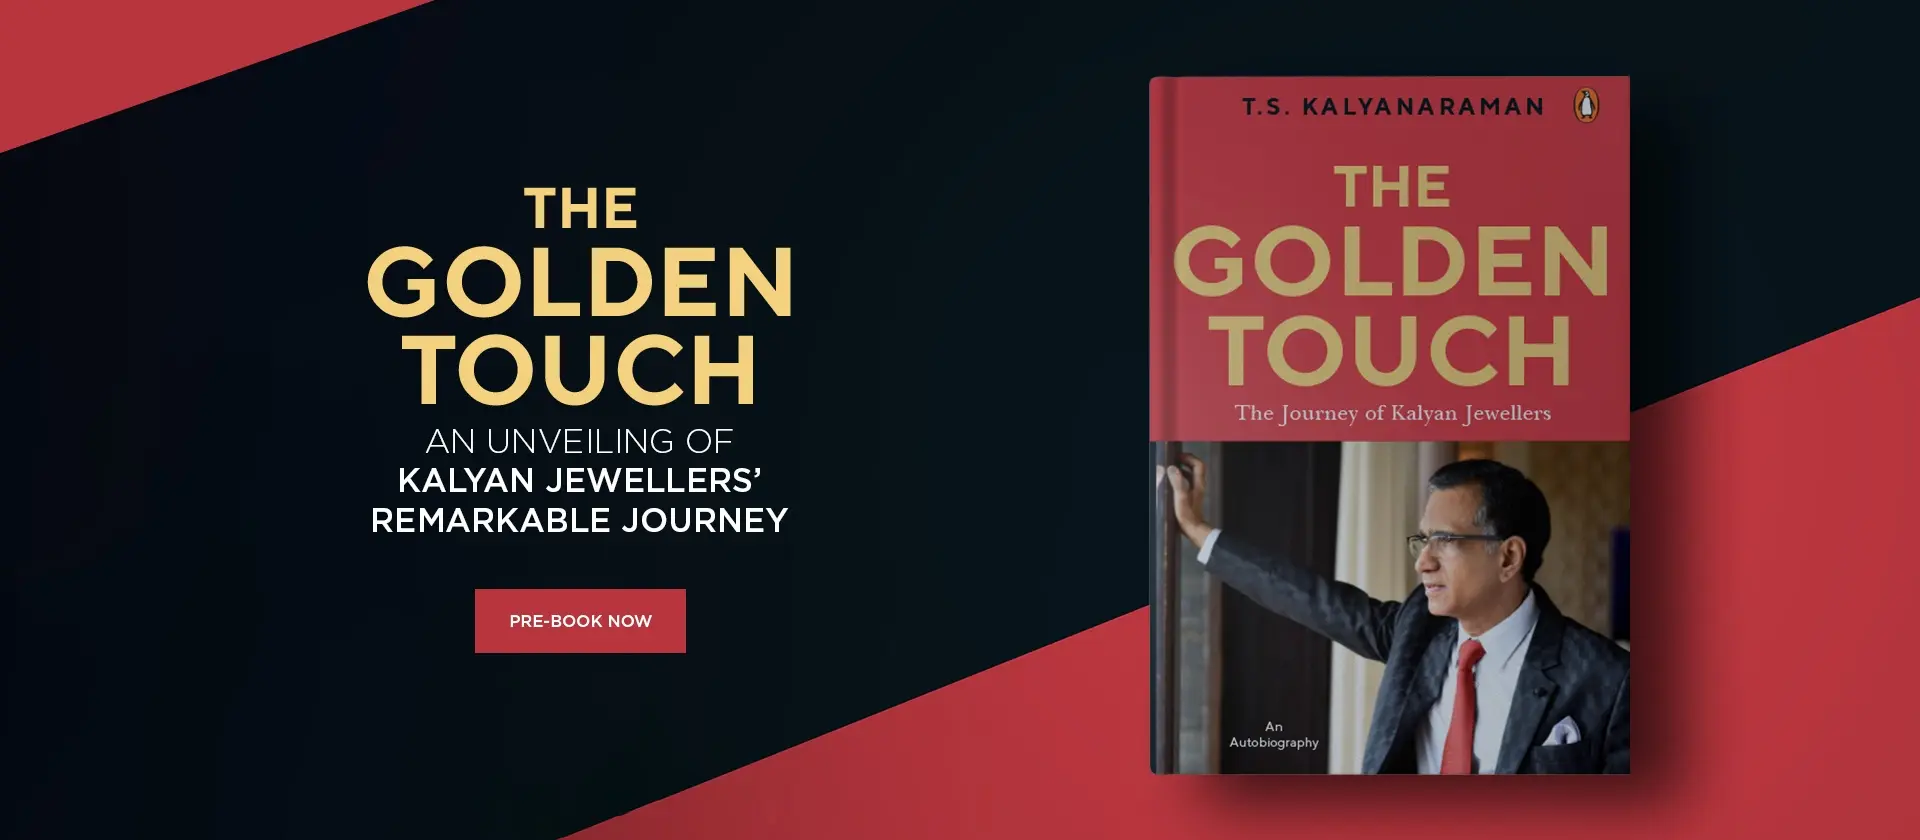 THE
GOLDEN
TOUCH
AN UNVEILING OF
KALYAN JEWELLERS’
REMARKABLE JOURNEY
PRE-BOOK NOW
T.S. KALYANARAMAN
THE
GOLDEN
TOUCH
The Journey of Kalyan Jewellers
An
Autobiography